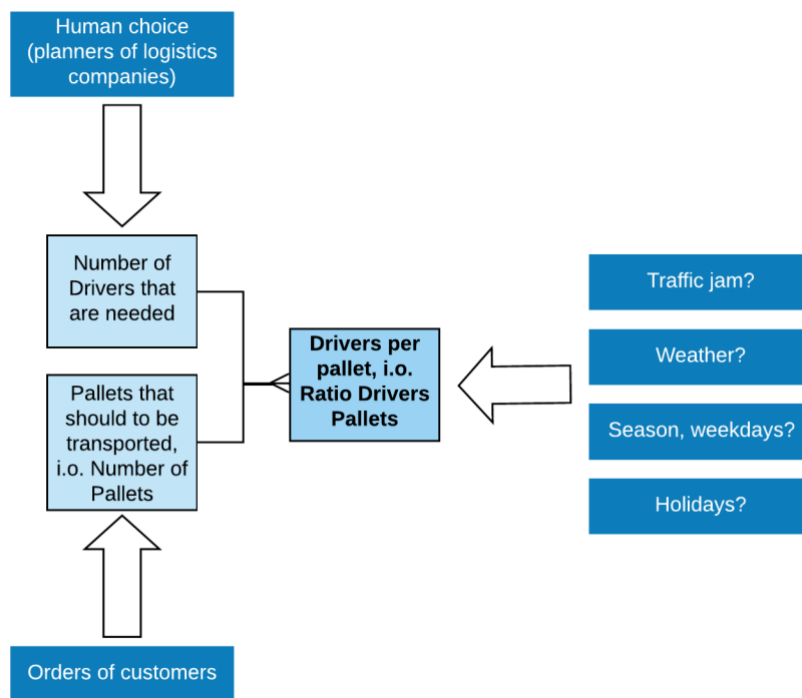 Human choice
(planners of logistics
companies)
Number of
Drivers that
are needed
Pallets that
should to be
transported,
i.o. Number of
Pallets
Orders of customers
Drivers per
pallet, i.o.
Ratio Drivers
Pallets
Traffic jam?
Weather?
Season, weekdays?
Holidays?